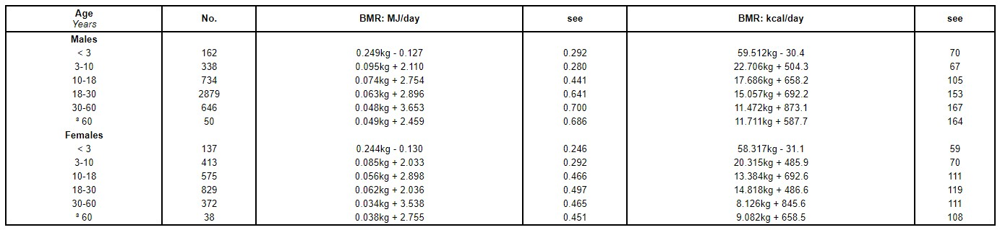 Age No. BMR: MJ/day see BMR: kcal/day see
Years
Males
< 3 162 0.249kg - 0.127 0.292 59.512kg - 30.4 70
3-10 338 0.095kg + 2.110 0.280 22.706kg + 504.3 67
10-18 734 0.074kg + 2.754 0.441 17.686kg + 658.2 105
18-30 2879 0.063kg + 2.896 0.641 15.057kg + 692.2 153
30-60 646 0.048kg + 3.653 0.700 11.472kg + 873.1 167
³ 60 50 0.049kg + 2.459 0.686 11.711kg + 587.7 164
Females
< 3 137 0.244kg - 0.130 0.246 58.317kg - 31.1 59
3-10 413 0.085kg + 2.033 0.292 20.315kg + 485.9 70
10-18 575 0.056kg + 2.898 0.466 13.384kg + 692.6 111
18-30 829 0.062kg + 2.036 0.497 14.818kg + 486.6 119
30-60 372 0.034kg + 3.538 0.465 8.126kg + 845.6 111
³ 60 38 0.038kg + 2.755 0.451 9.082kg + 658.5 108